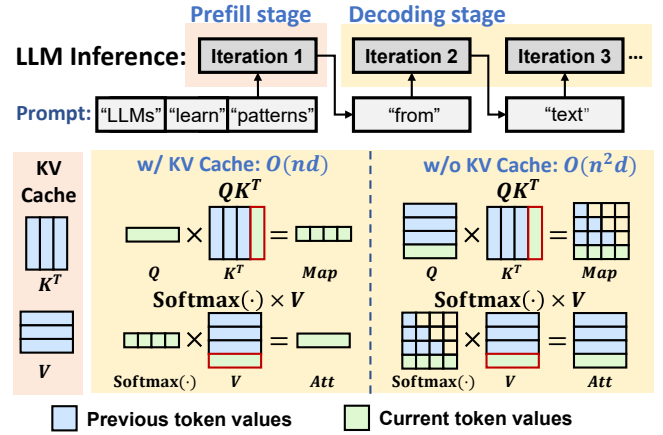 Prefill stage
Decoding stage
LLM Inference:
Iteration 1
Iteration 2
Iteration 3
...
Prompt:
“LLMs”
“learn”
“patterns”
“from”
“text”
KV
Cache
K^T
V
w/ KV Cache: O(nd)
QK^T
×
=
Q
K^T
Map
Softmax(·) × V
×
=
Softmax(·)
V
Att
w/o KV Cache: O(n²d)
QK^T
×
=
Q
K^T
Map
Softmax(·) × V
×
=
Softmax(·)
V
Att
Previous token values
Current token values